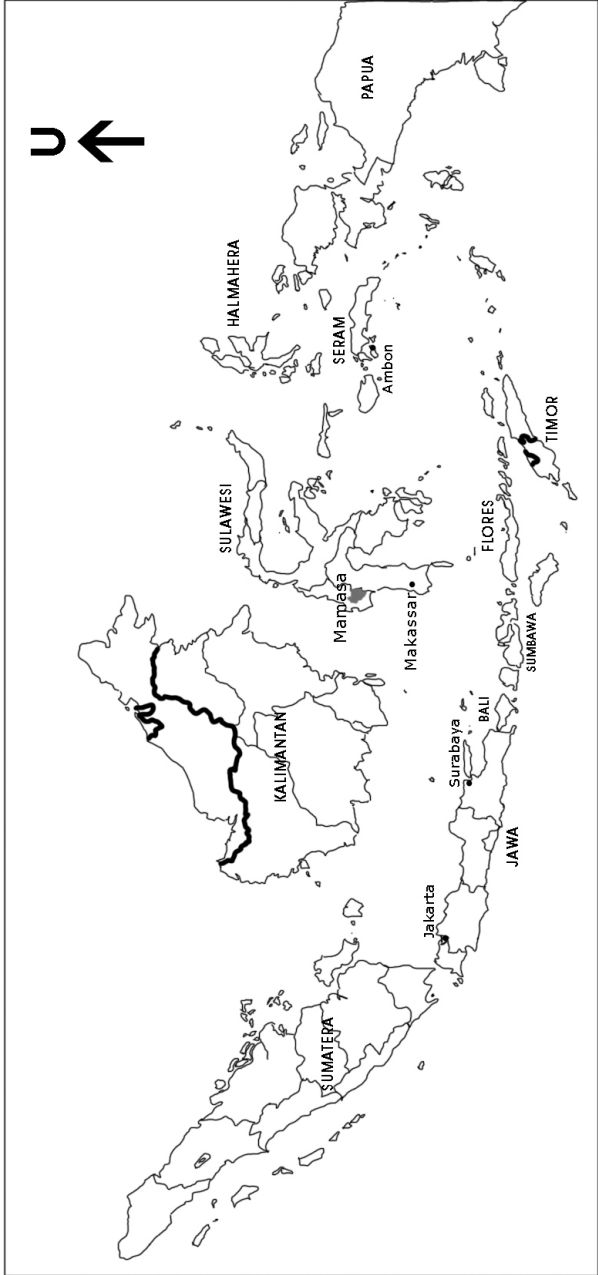 U
HALMAHERA
SULAWESI
KALIMANTAN
SUMATERA
Mamasa
SERAM
PAPUA
Ambon
Makassar
Jakarta
Surabaya
BALI
FLORES
JAWA
SUMBAWA
TIMOR